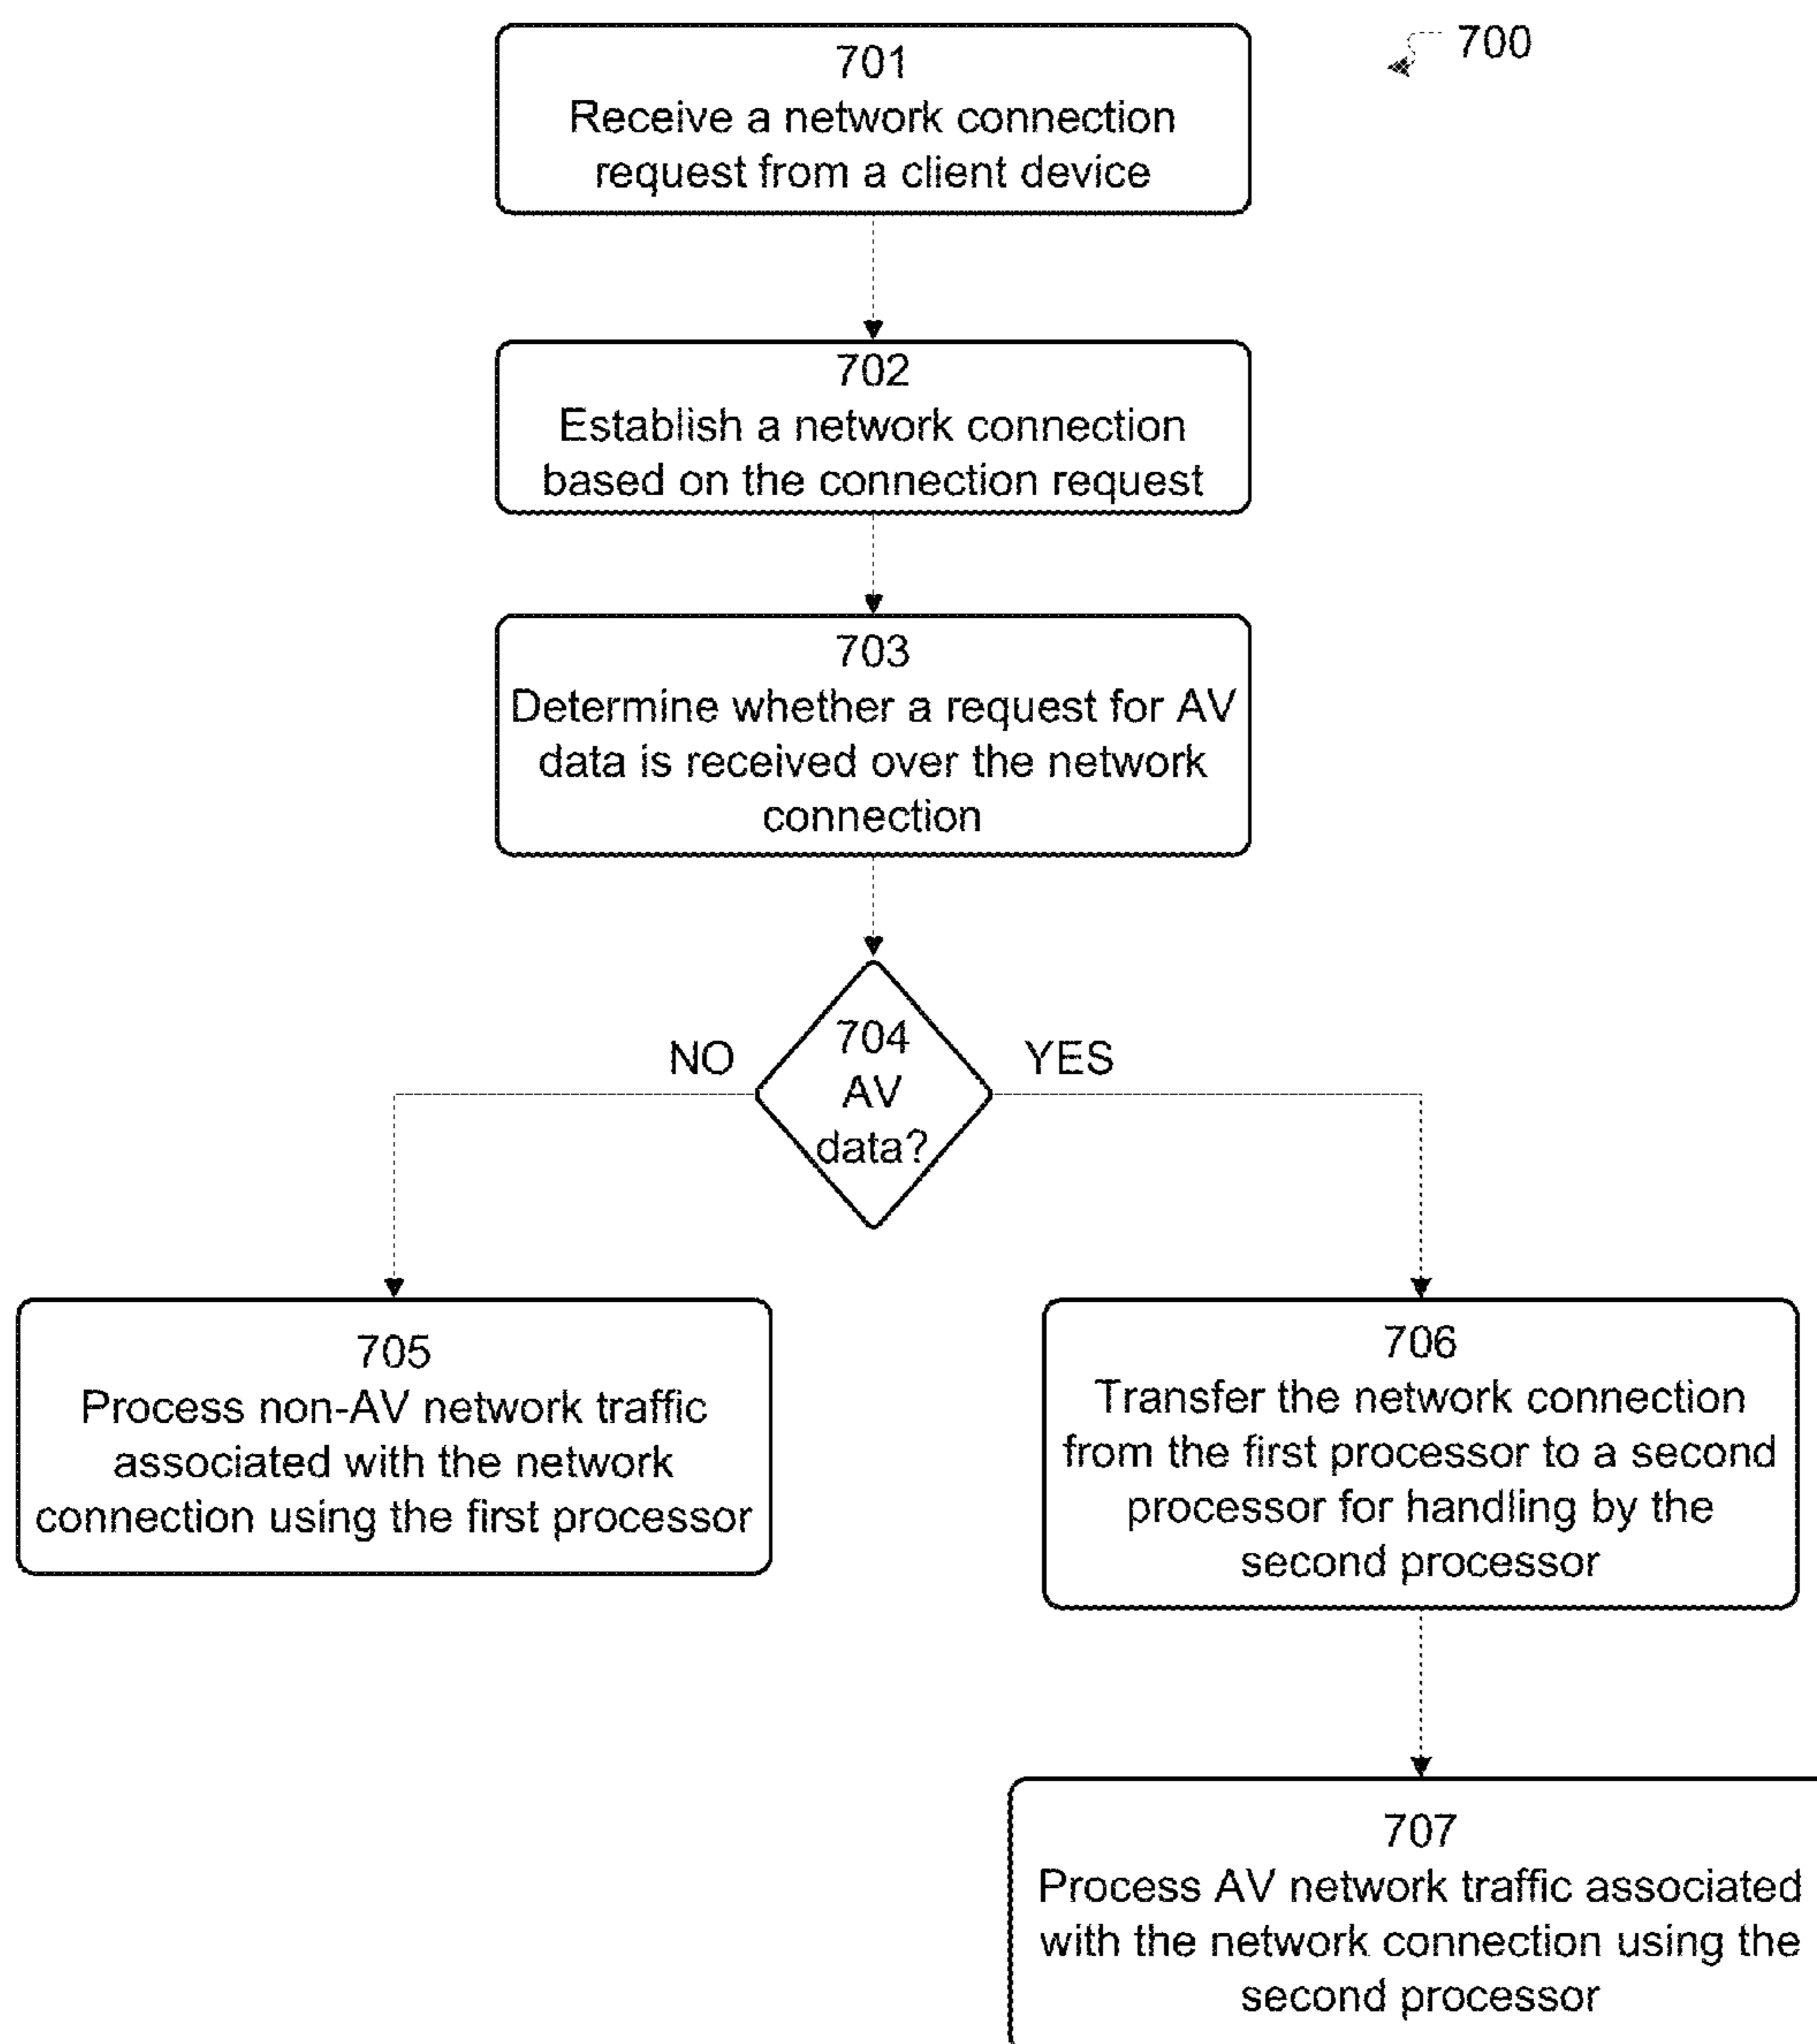 700
701
Receive a network connection
request from a client device
702
Establish a network connection
based on the connection request
703
Determine whether a request for AV
data is received over the network
connection
704
AV
data?
NO
YES
705
Process non-AV network traffic
associated with the network
connection using the first processor
706
Transfer the network connection
from the first processor to a second
processor for handling by the
second processor
707
Process AV network traffic associated
with the network connection using the
second processor